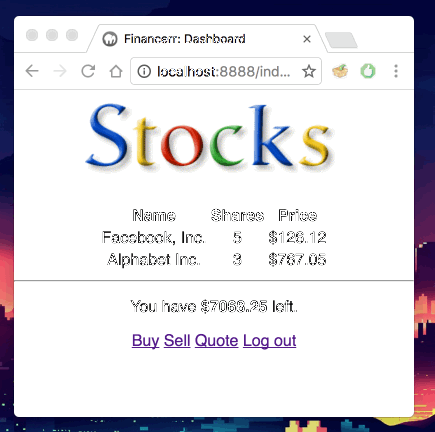 Financerr: Dashboard
localhost:8888/ind...
Stocks
Name Shares Price
Facebook, Inc. 5 $126.12
Alphabet Inc. 3 $767.05
You have $7063.25 left.
Buy Sell Quote Log out